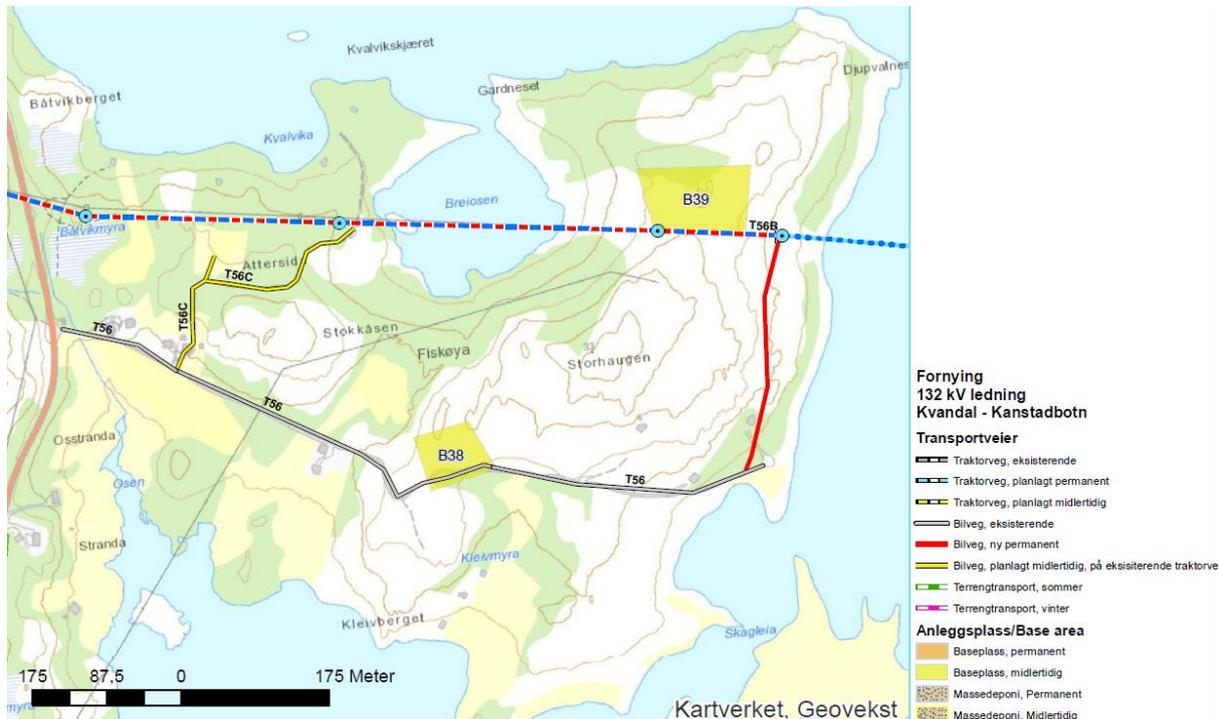 Kvalvikskjæret
Djupvalnes
Gardneset
Båtvikberget
Kvalvika
B39
Breiosen
T56B
Båtvikmyra
Attersid
T56C
T56C
T56
Stokkåsen
Fiskøya
33
Storhaugen
T56
Osstranda
B38
T56
Osen
Stranda
Kleivmyra
Kleivberget
Skagleia
175 87,5 0 175 Meter
myra
Kartverket, Geovekst
Fornying
132 kV ledning
Kvandal - Kanstadbotn
Transportveier
Traktorveg, eksisterende
Traktorveg, planlagt permanent
Traktorveg, planlagt midlertidig
Bilveg, eksisterende
Bilveg, ny permanent
Bilveg, planlagt midlertidig, på eksisiterende traktorve
Terrengtransport, sommer
Terrengtransport, vinter
Anleggsplass/Base area
Baseplass, permanent
Baseplass, midlertidig
Massedeponi, Permanent
Massedeponi, Midlertidig